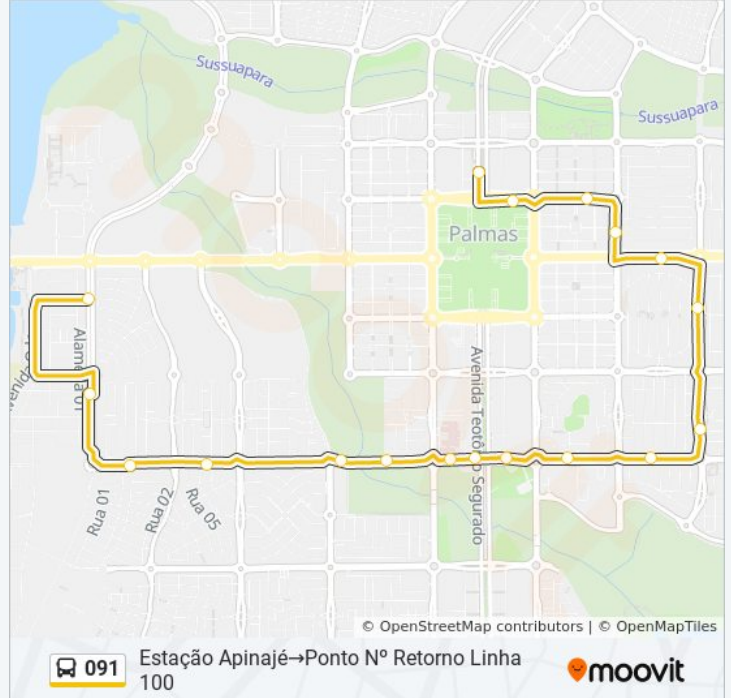 Sussuapara
Sussuapara
Palmas
Alameda 01
Avenida Teotônio Segurado
Rua 01
Rua 02
Rua 05
© OpenStreetMap contributors | © OpenMapTiles
091
Estação Apinajé→Ponto Nº Retorno Linha
100
moovit